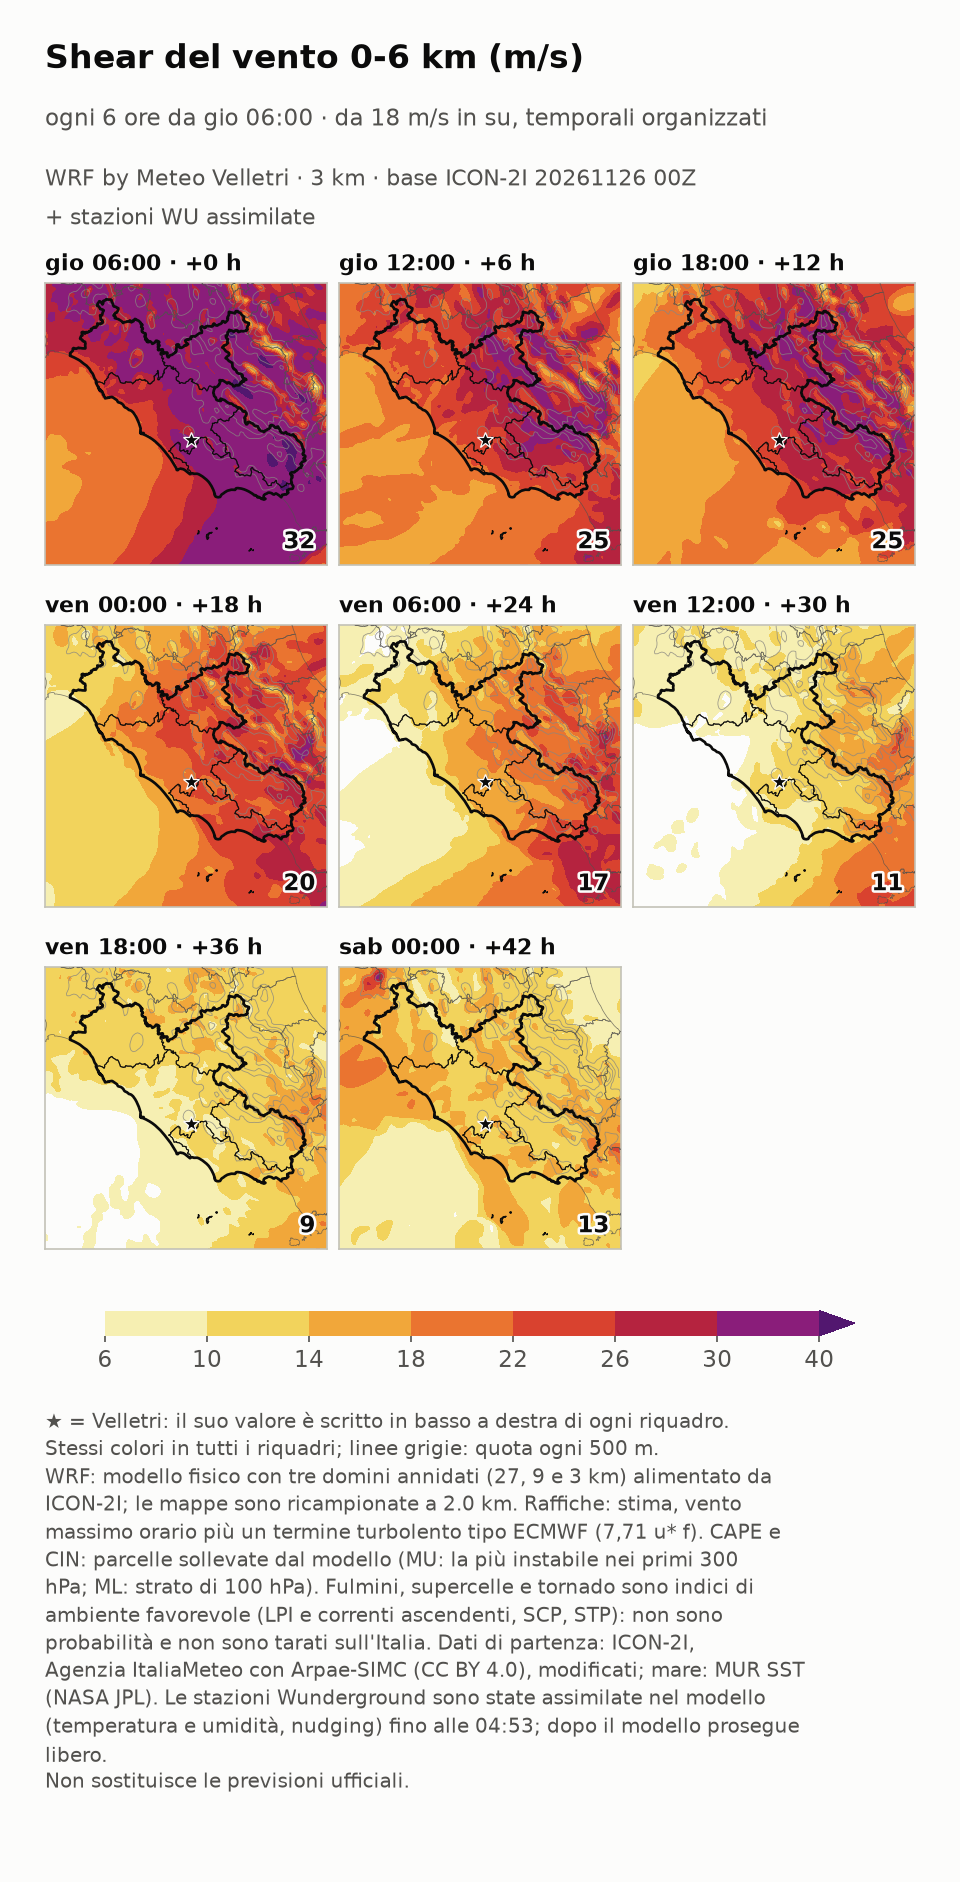 Shear del vento 0-6 km (m/s)
ogni 6 ore da gio 06:00 · da 18 m/s in su, temporali organizzati
WRF by Meteo Velletri · 3 km · base ICON-2I 20261126 00Z
+ stazioni WU assimilate
gio 06:00 · +0 h
gio 12:00 · +6 h
gio 18:00 · +12 h
32
25
25
ven 00:00 · +18 h
ven 06:00 · +24 h
ven 12:00 · +30 h
20
17
11
ven 18:00 · +36 h
sab 00:00 · +42 h
9
13
6 10 14 18 22 26 30 40
★ = Velletri: il suo valore è scritto in basso a destra di ogni riquadro.
Stessi colori in tutti i riquadri; linee grigie: quota ogni 500 m.
WRF: modello fisico con tre domini annidati (27, 9 e 3 km) alimentato da
ICON-2I; le mappe sono ricampionate a 2.0 km. Raffiche: stima, vento
massimo orario più un termine turbolento tipo ECMWF (7,71 u* f). CAPE e
CIN: parcelle sollevate dal modello (MU: la più instabile nei primi 300
hPa; ML: strato di 100 hPa). Fulmini, supercelle e tornado sono indici di
ambiente favorevole (LPI e correnti ascendenti, SCP, STP): non sono
probabilità e non sono tarati sull'Italia. Dati di partenza: ICON-2I,
Agenzia ItaliaMeteo con Arpae-SIMC (CC BY 4.0), modificati; mare: MUR SST
(NASA JPL). Le stazioni Wunderground sono state assimilate nel modello
(temperatura e umidità, nudging) fino alle 04:53; dopo il modello prosegue
libero.
Non sostituisce le previsioni ufficiali.